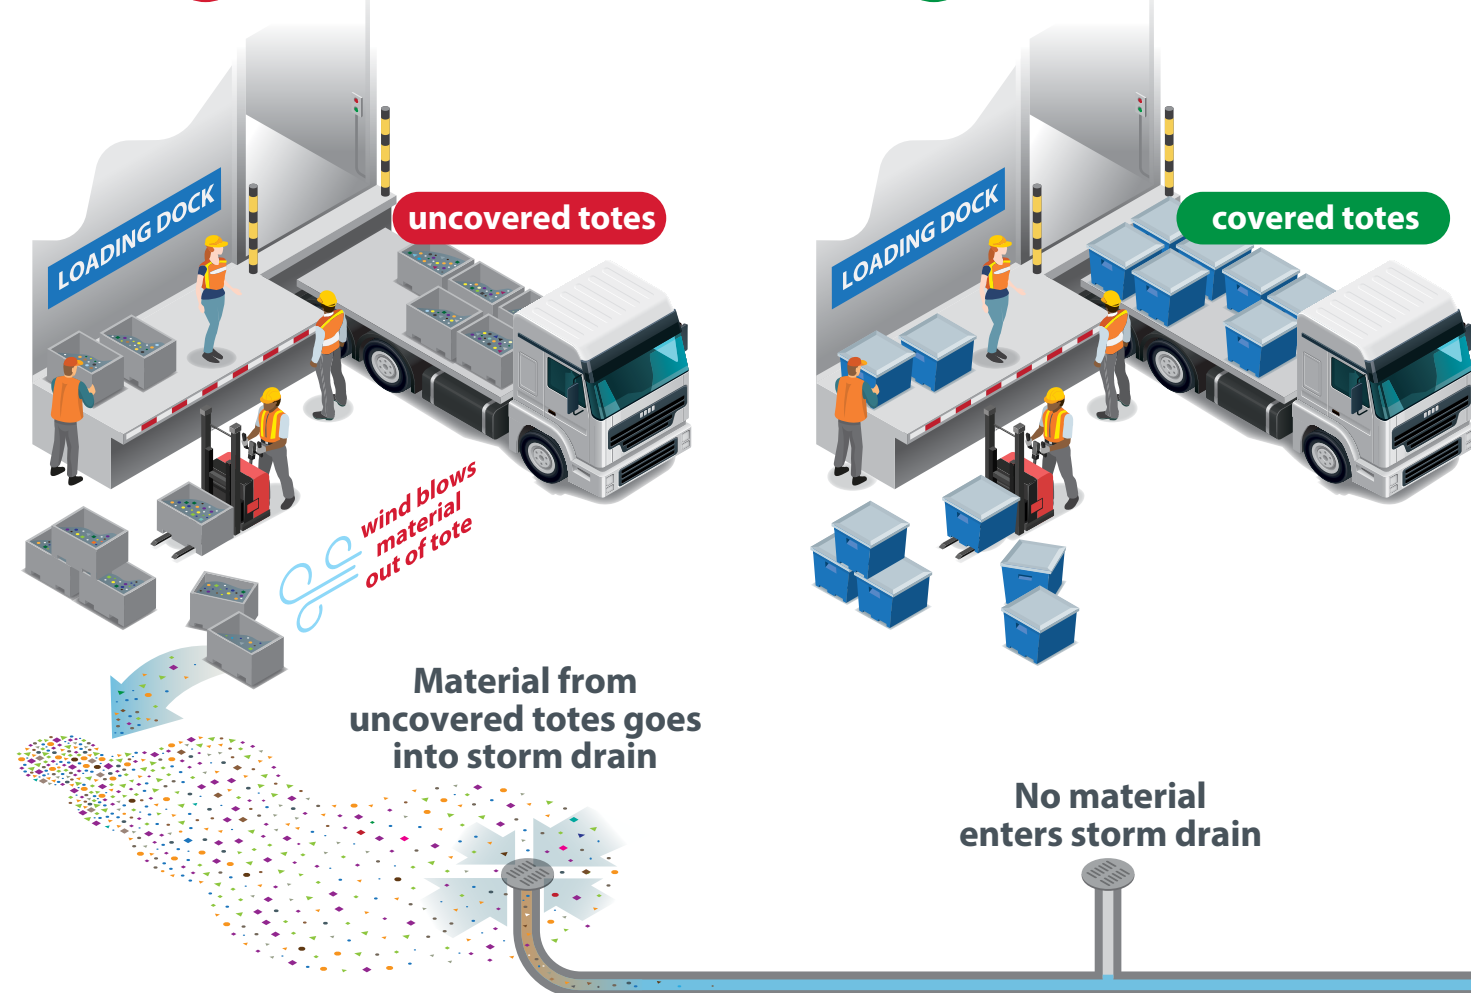 LOADING DOCK
uncovered totes
wind blows
material
out of tote
Material from
uncovered totes goes
into storm drain
LOADING DOCK
covered totes
No material
enters storm drain